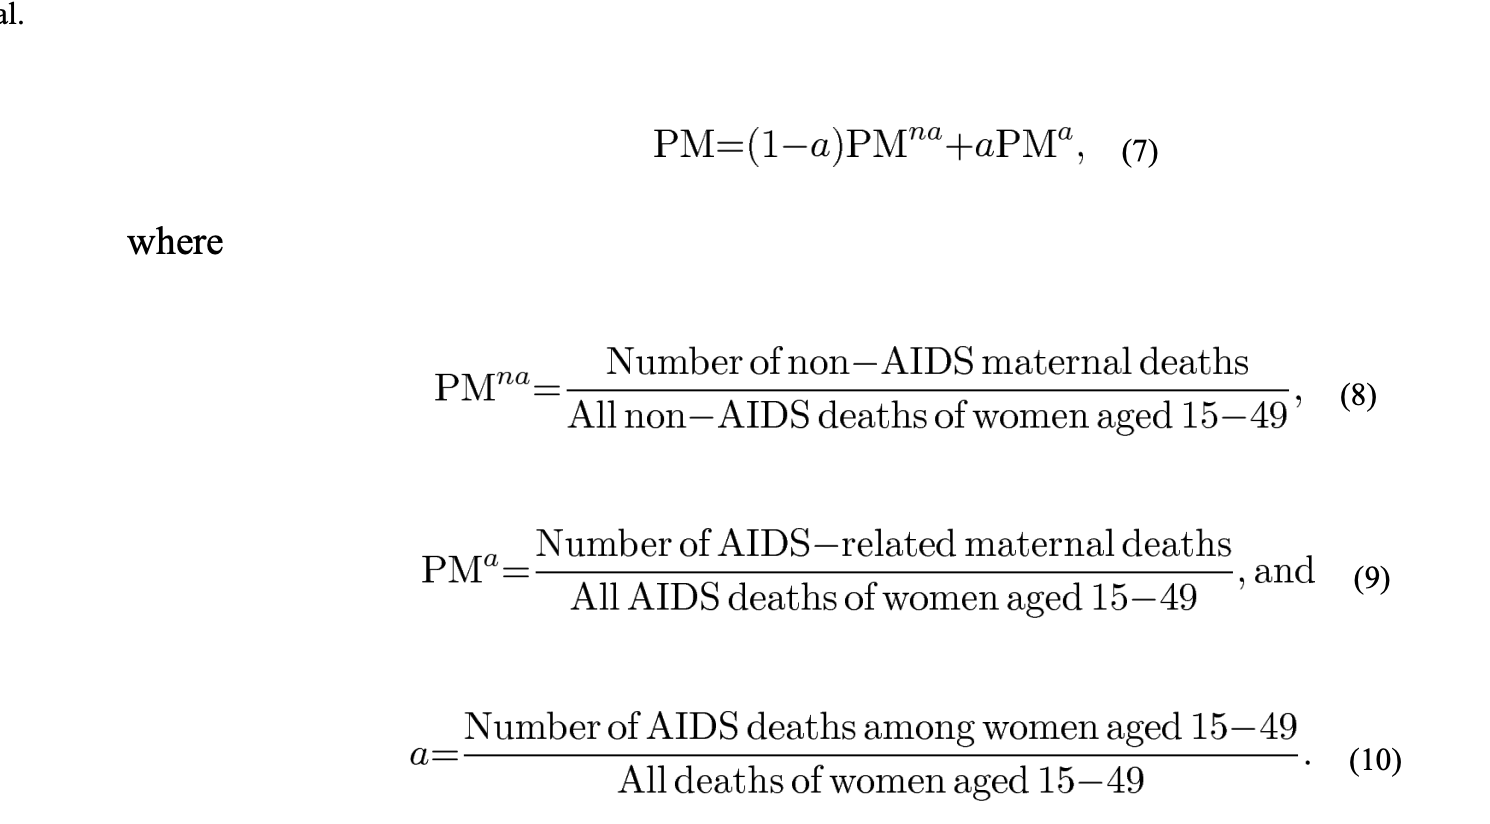 al.
PM=(1−a)PM^{na}+aPM^{a}, (7)
where
PM^{na}=\frac{Number of non−AIDS maternal deaths}{All non−AIDS deaths of women aged 15−49}, (8)
PM^{a}=\frac{Number of AIDS−related maternal deaths}{All AIDS deaths of women aged 15−49}, and (9)
a=\frac{Number of AIDS deaths among women aged 15−49}{All deaths of women aged 15−49}. (10)